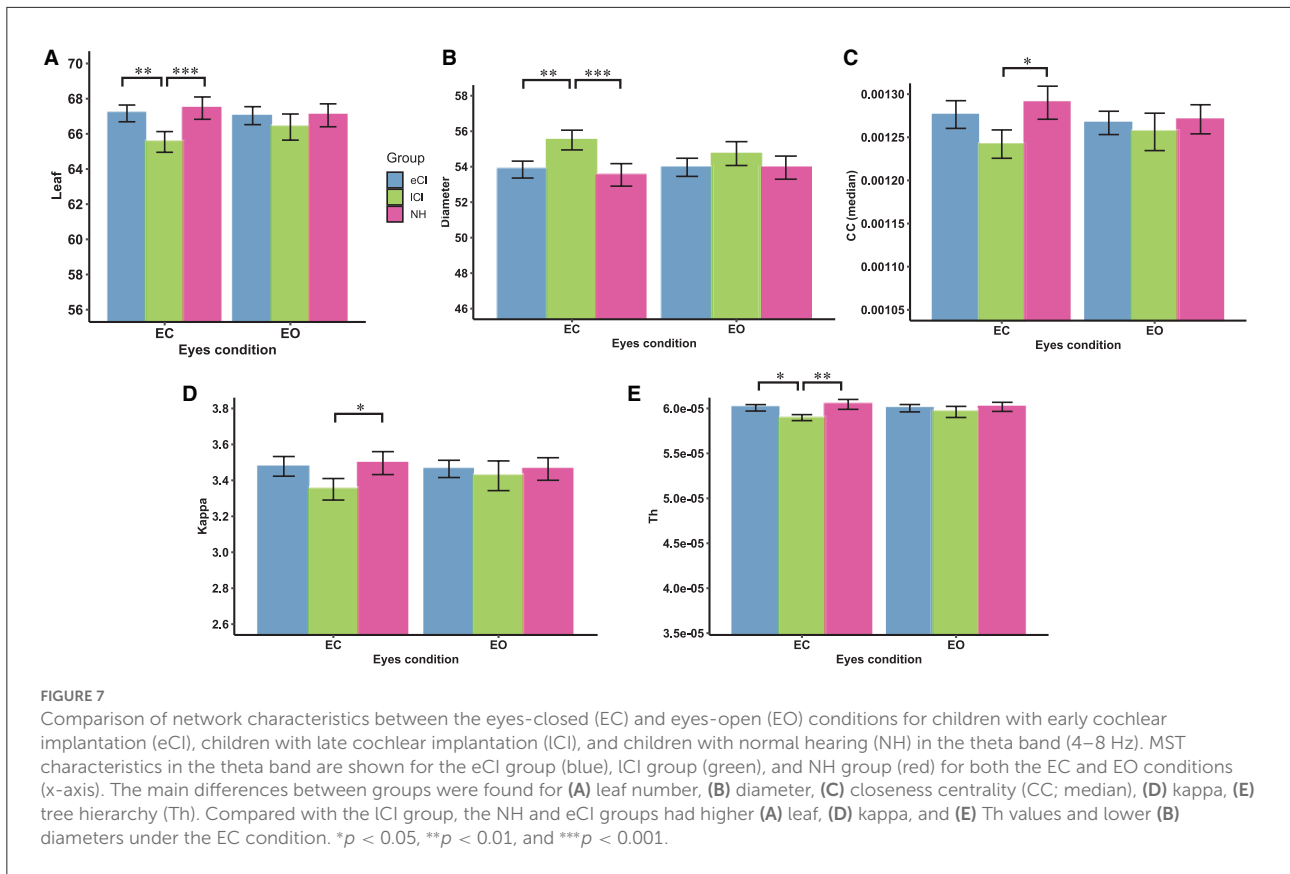 A
Leaf
70
68
66
64
62
60
58
56
** ***
EC EO
Eyes condition
Group
eCI
lCI
NH
B
Diameter
58
56
54
52
50
48
46
** ***
EC EO
Eyes condition
C
CC (median)
0.00130
0.00125
0.00120
0.00115
0.00110
0.00105
*
EC EO
Eyes condition
D
Kappa
3.8
3.6
3.4
3.2
3.0
2.8
2.6
*
EC EO
Eyes condition
E
Th
6.0e-05
5.5e-05
5.0e-05
4.5e-05
4.0e-05
3.5e-05
* **
EC EO
Eyes condition
FIGURE 7
Comparison of network characteristics between the eyes-closed (EC) and eyes-open (EO) conditions for children with early cochlear
implantation (eCI), children with late cochlear implantation (lCI), and children with normal hearing (NH) in the theta band (4–8 Hz). MST
characteristics in the theta band are shown for the eCI group (blue), lCI group (green), and NH group (red) for both the EC and EO conditions
(x-axis). The main differences between groups were found for (A) leaf number, (B) diameter, (C) closeness centrality (CC; median), (D) kappa, (E)
tree hierarchy (Th). Compared with the lCI group, the NH and eCI groups had higher (A) leaf, (D) kappa, and (E) Th values and lower (B)
diameters under the EC condition. *p < 0.05, **p < 0.01, and ***p < 0.001.